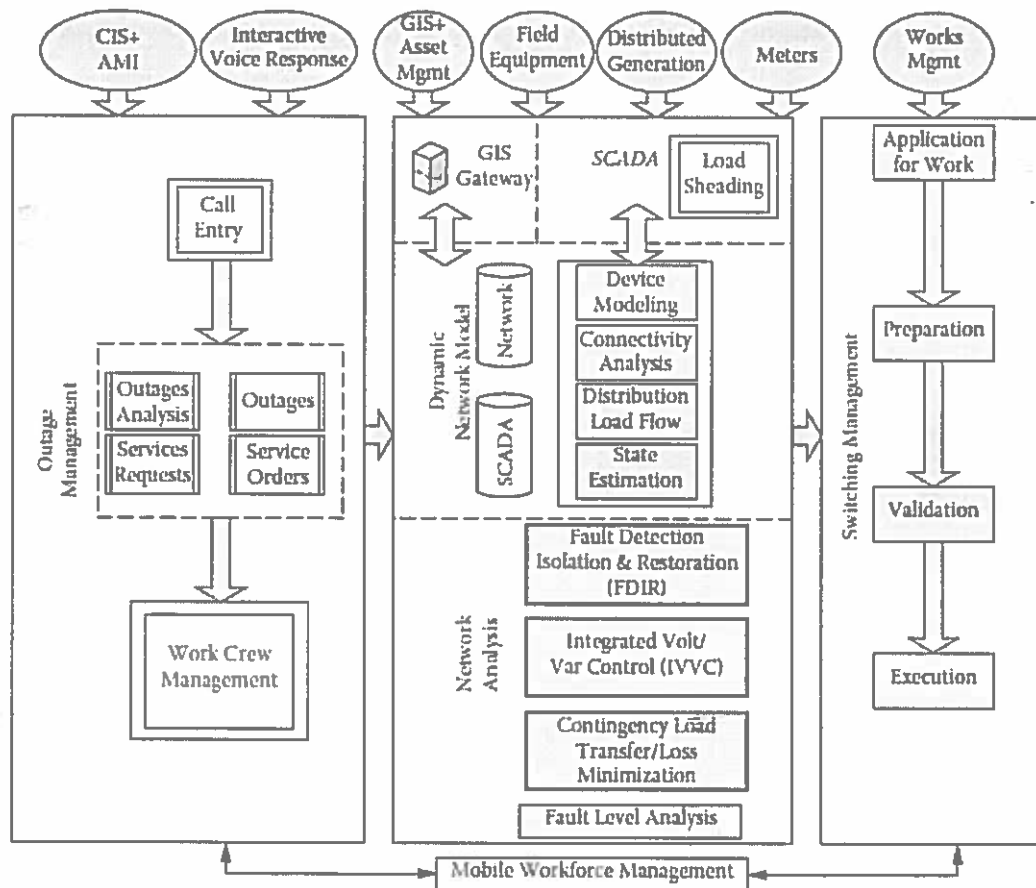 CIS+
AMI
Interactive
Voice Response
GIS+
Asset
Mgmt
Field
Equipment
Distributed
Generation
Meters
Works
Mgmt
Call
Entry
Outage
Management
Outages
Analysis
Outages
Services
Requests
Service
Orders
Work Crew
Management
GIS
Gateway
SCADA
Load
Sheading
Dynamic
Network Model
Network
SCADA
Device
Modeling
Connectivity
Analysis
Distribution
Load Flow
State
Estimation
Network
Analysis
Fault Detection
Isolation & Restoration
(FDIR)
Integrated Volt/
Var Control (IVVC)
Contingency Load
Transfer/Loss
Minimization
Fault Level Analysis
Switching Management
Application
for Work
Preparation
Validation
Execution
Mobile Workforce Management